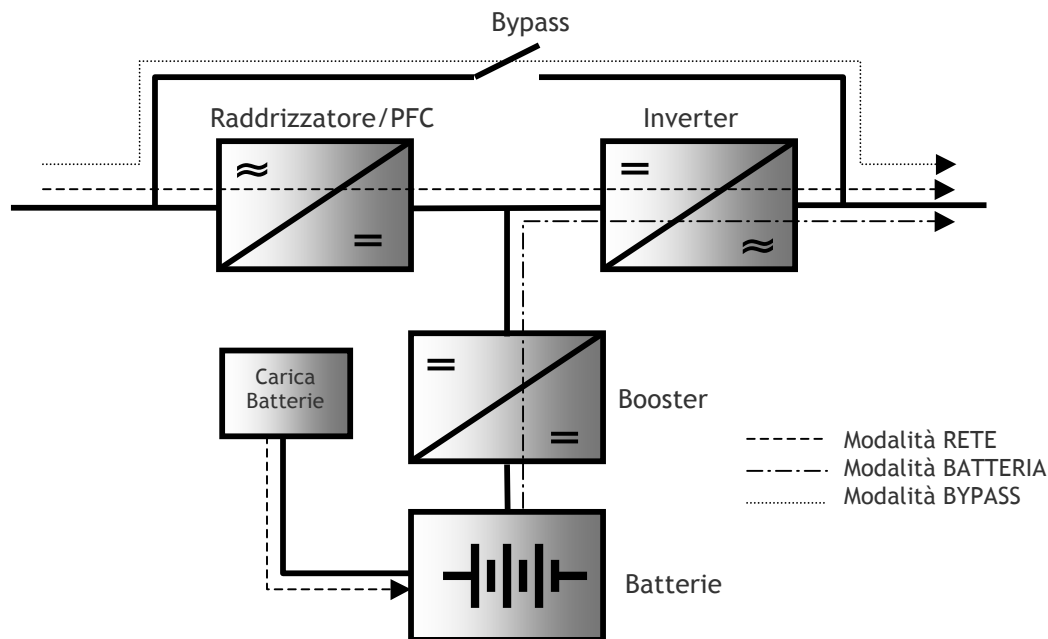 Bypass
Raddrizzatore/PFC
Inverter
Carica
Batterie
Booster
Modalità RETE
Modalità BATTERIA
Modalità BYPASS
Batterie